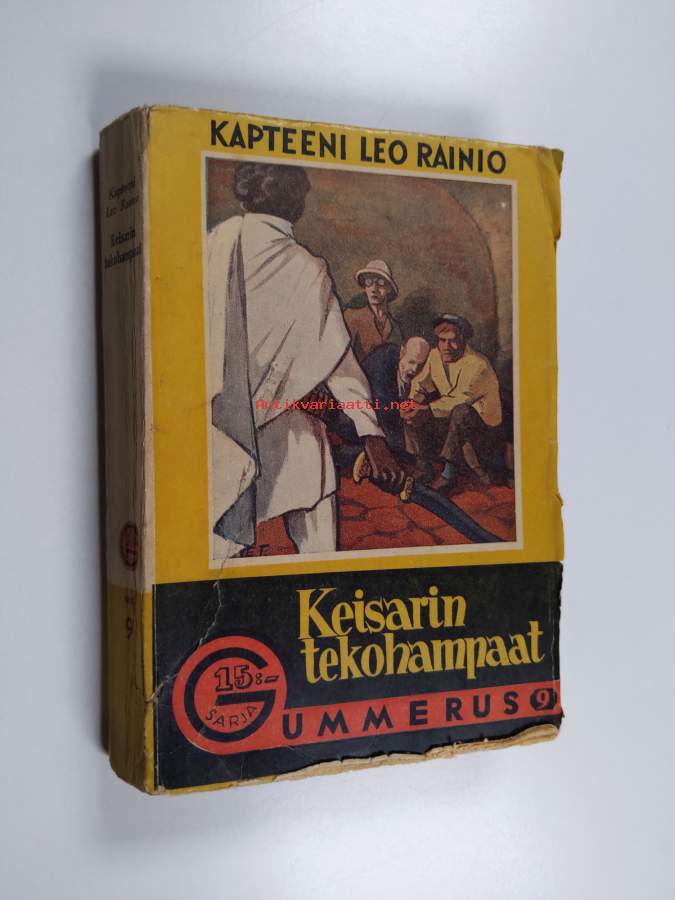 KAPTEENI LEO RAINIO
Kapteeni
Leo Rainio
Keisarin
tekohampaat
Antikvariaatti.net
Keisarin
tekohampaat
15:-
SARJA
GUMMERUS 9
9